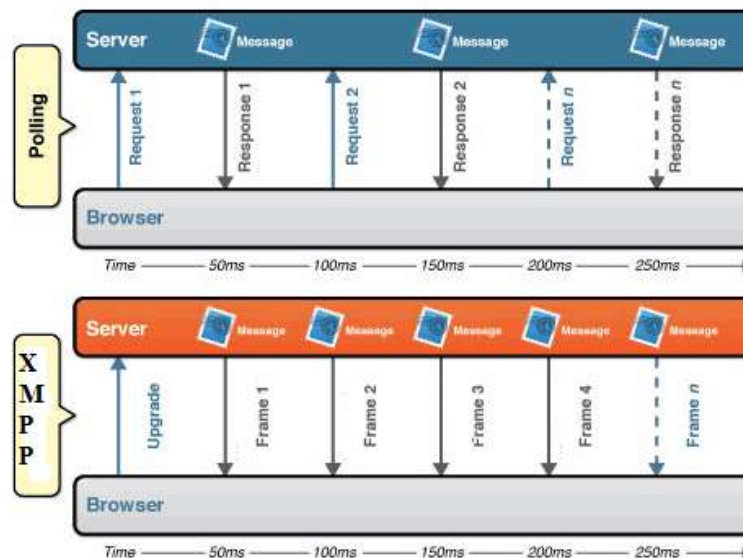 Server Message Message Message
Polling
Request 1
Response 1
Request 2
Response 2
Request n
Response n
Browser
Time 50ms 100ms 150ms 200ms 250ms
Server Message Message Message Message Message
X
M
P
P
Upgrade
Frame 1
Frame 2
Frame 3
Frame 4
Frame n
Browser
Time 50ms 100ms 150ms 200ms 250ms